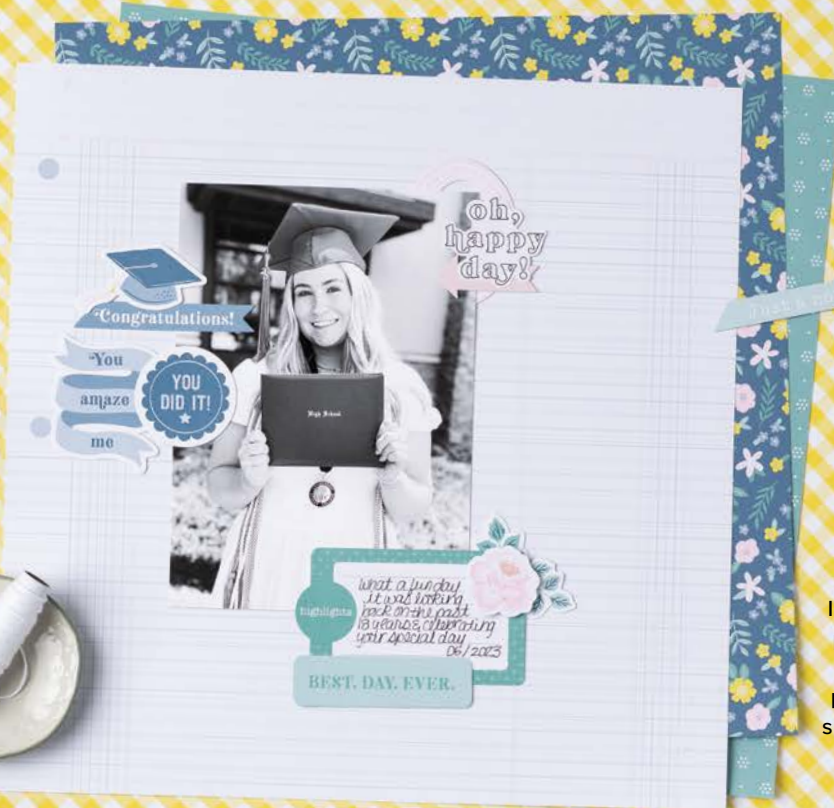 oh,
happy
day!
Congratulations!
You
amaze
me
YOU
DID IT!
High School
highlights
what a fun day
it was looking
back on the past
18 years & celebrating
your special day
06/2023
BEST. DAY. EVER.